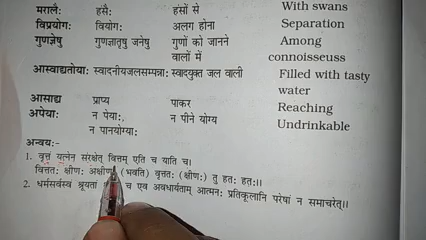 मरालै: हंसै: हंसों से With swans
विप्रयोग: वियोग: अलग होना Separation
गुणज्ञेषु गुणज्ञातृषु जनेषु गुणों को जानने Among
वालों में connoisseuss
आस्वाद्यतोया: स्वादनीयजलसम्पन्ना: स्वादयुक्त जल वाली Filled with tasty
water
आसाद्य प्राप्य पाकर Reaching
अपेया: न पेया:, न पीने योग्य Undrinkable
न पानयोग्या:
अन्वय:-
1. वृत्तं यत्नेन संरक्षेत् वित्तम् एति च याति च।
वित्तत: क्षीण: अक्षीण: (भवति) वृत्तत: (क्षीण:) तु हत: हत:।।
2. धर्मसर्वस्वं श्रूयतां च एव अवधार्यताम् आत्मन: प्रतिकूलानि परेषां न समाचरेत्।।